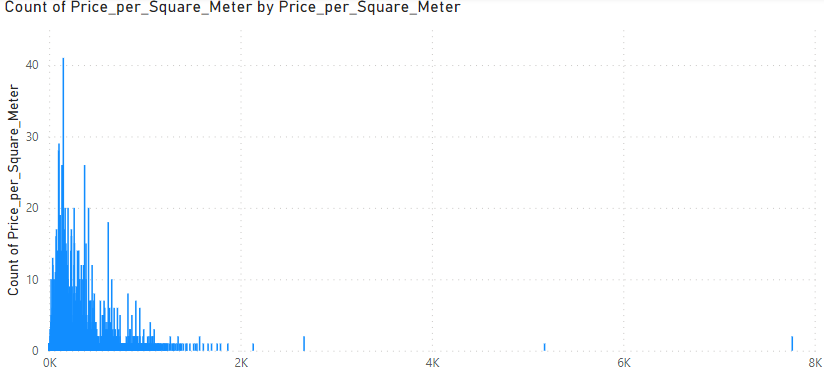 Count of Price_per_Square_Meter by Price_per_Square_Meter
Count of Price_per_Square_Meter
40
30
20
10
0
0K
2K
4K
6K
8K